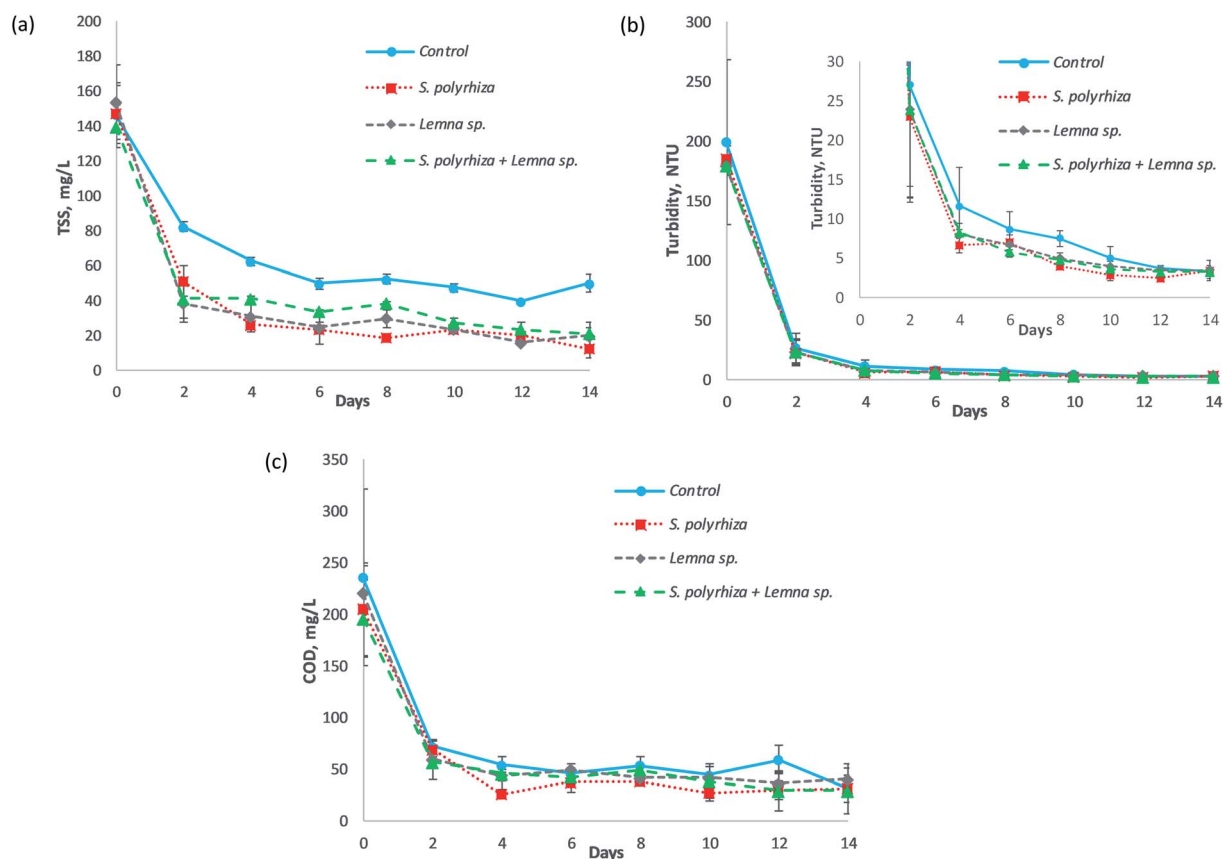 (a)
TSS, mg/L
200
180
160
140
120
100
80
60
40
20
0
0 2 4 6 8 10 12 14
Days
Control
S. polyrhiza
Lemna sp.
S. polyrhiza + Lemna sp.
(b)
Turbidity, NTU
300
250
200
150
100
50
0
0 2 4 6 8 10 12 14
Days
Turbidity, NTU
30
25
20
15
10
5
0
0 2 4 6 8 10 12 14
Days
Control
S. polyrhiza
Lemna sp.
S. polyrhiza + Lemna sp.
(c)
COD, mg/L
350
300
250
200
150
100
50
0
0 2 4 6 8 10 12 14
Days
Control
S. polyrhiza
Lemna sp.
S. polyrhiza + Lemna sp.